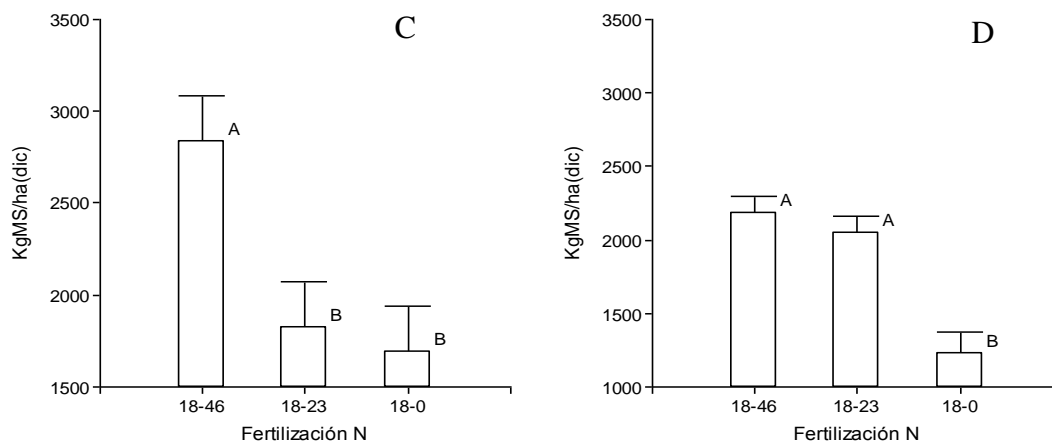 C
KgMS/ha(dic)
3500
3000
2500
2000
1500
A
B
B
18-46 18-23 18-0
Fertilización N
D
KgMS/ha(dic)
3500
3000
2500
2000
1500
1000
A
A
B
18-46 18-23 18-0
Fertilización N